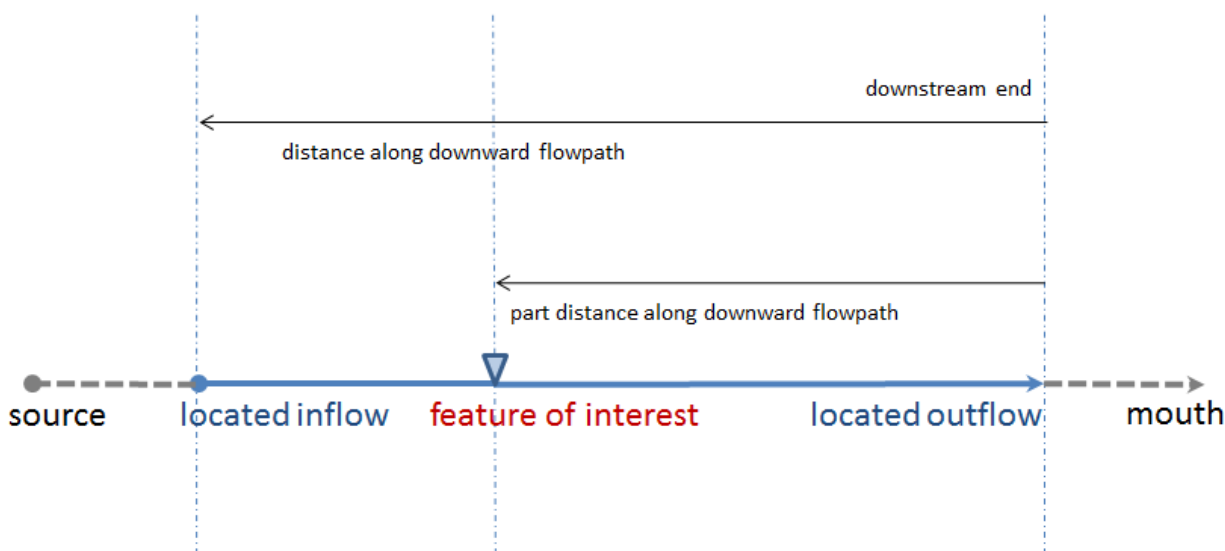 downstream end
distance along downward flowpath
part distance along downward flowpath
source located inflow feature of interest located outflow mouth